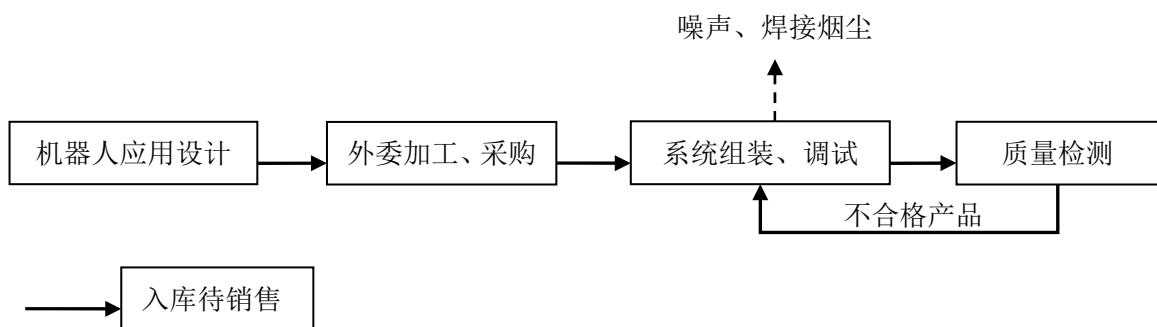 噪声、焊接烟尘
机器人应用设计
外委加工、采购
系统组装、调试
质量检测
不合格产品
入库待销售